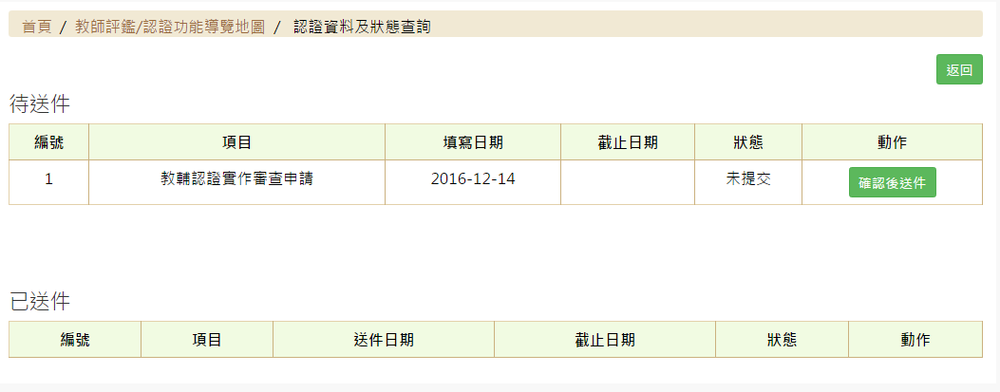 首頁 / 教師評鑑/認證功能導覽地圖 / 認證資料及狀態查詢
返回
待送件
編號 項目 填寫日期 截止日期 狀態 動作
1 教輔認證實作審查申請 2016-12-14 未提交 確認後送件
已送件
編號 項目 送件日期 截止日期 狀態 動作